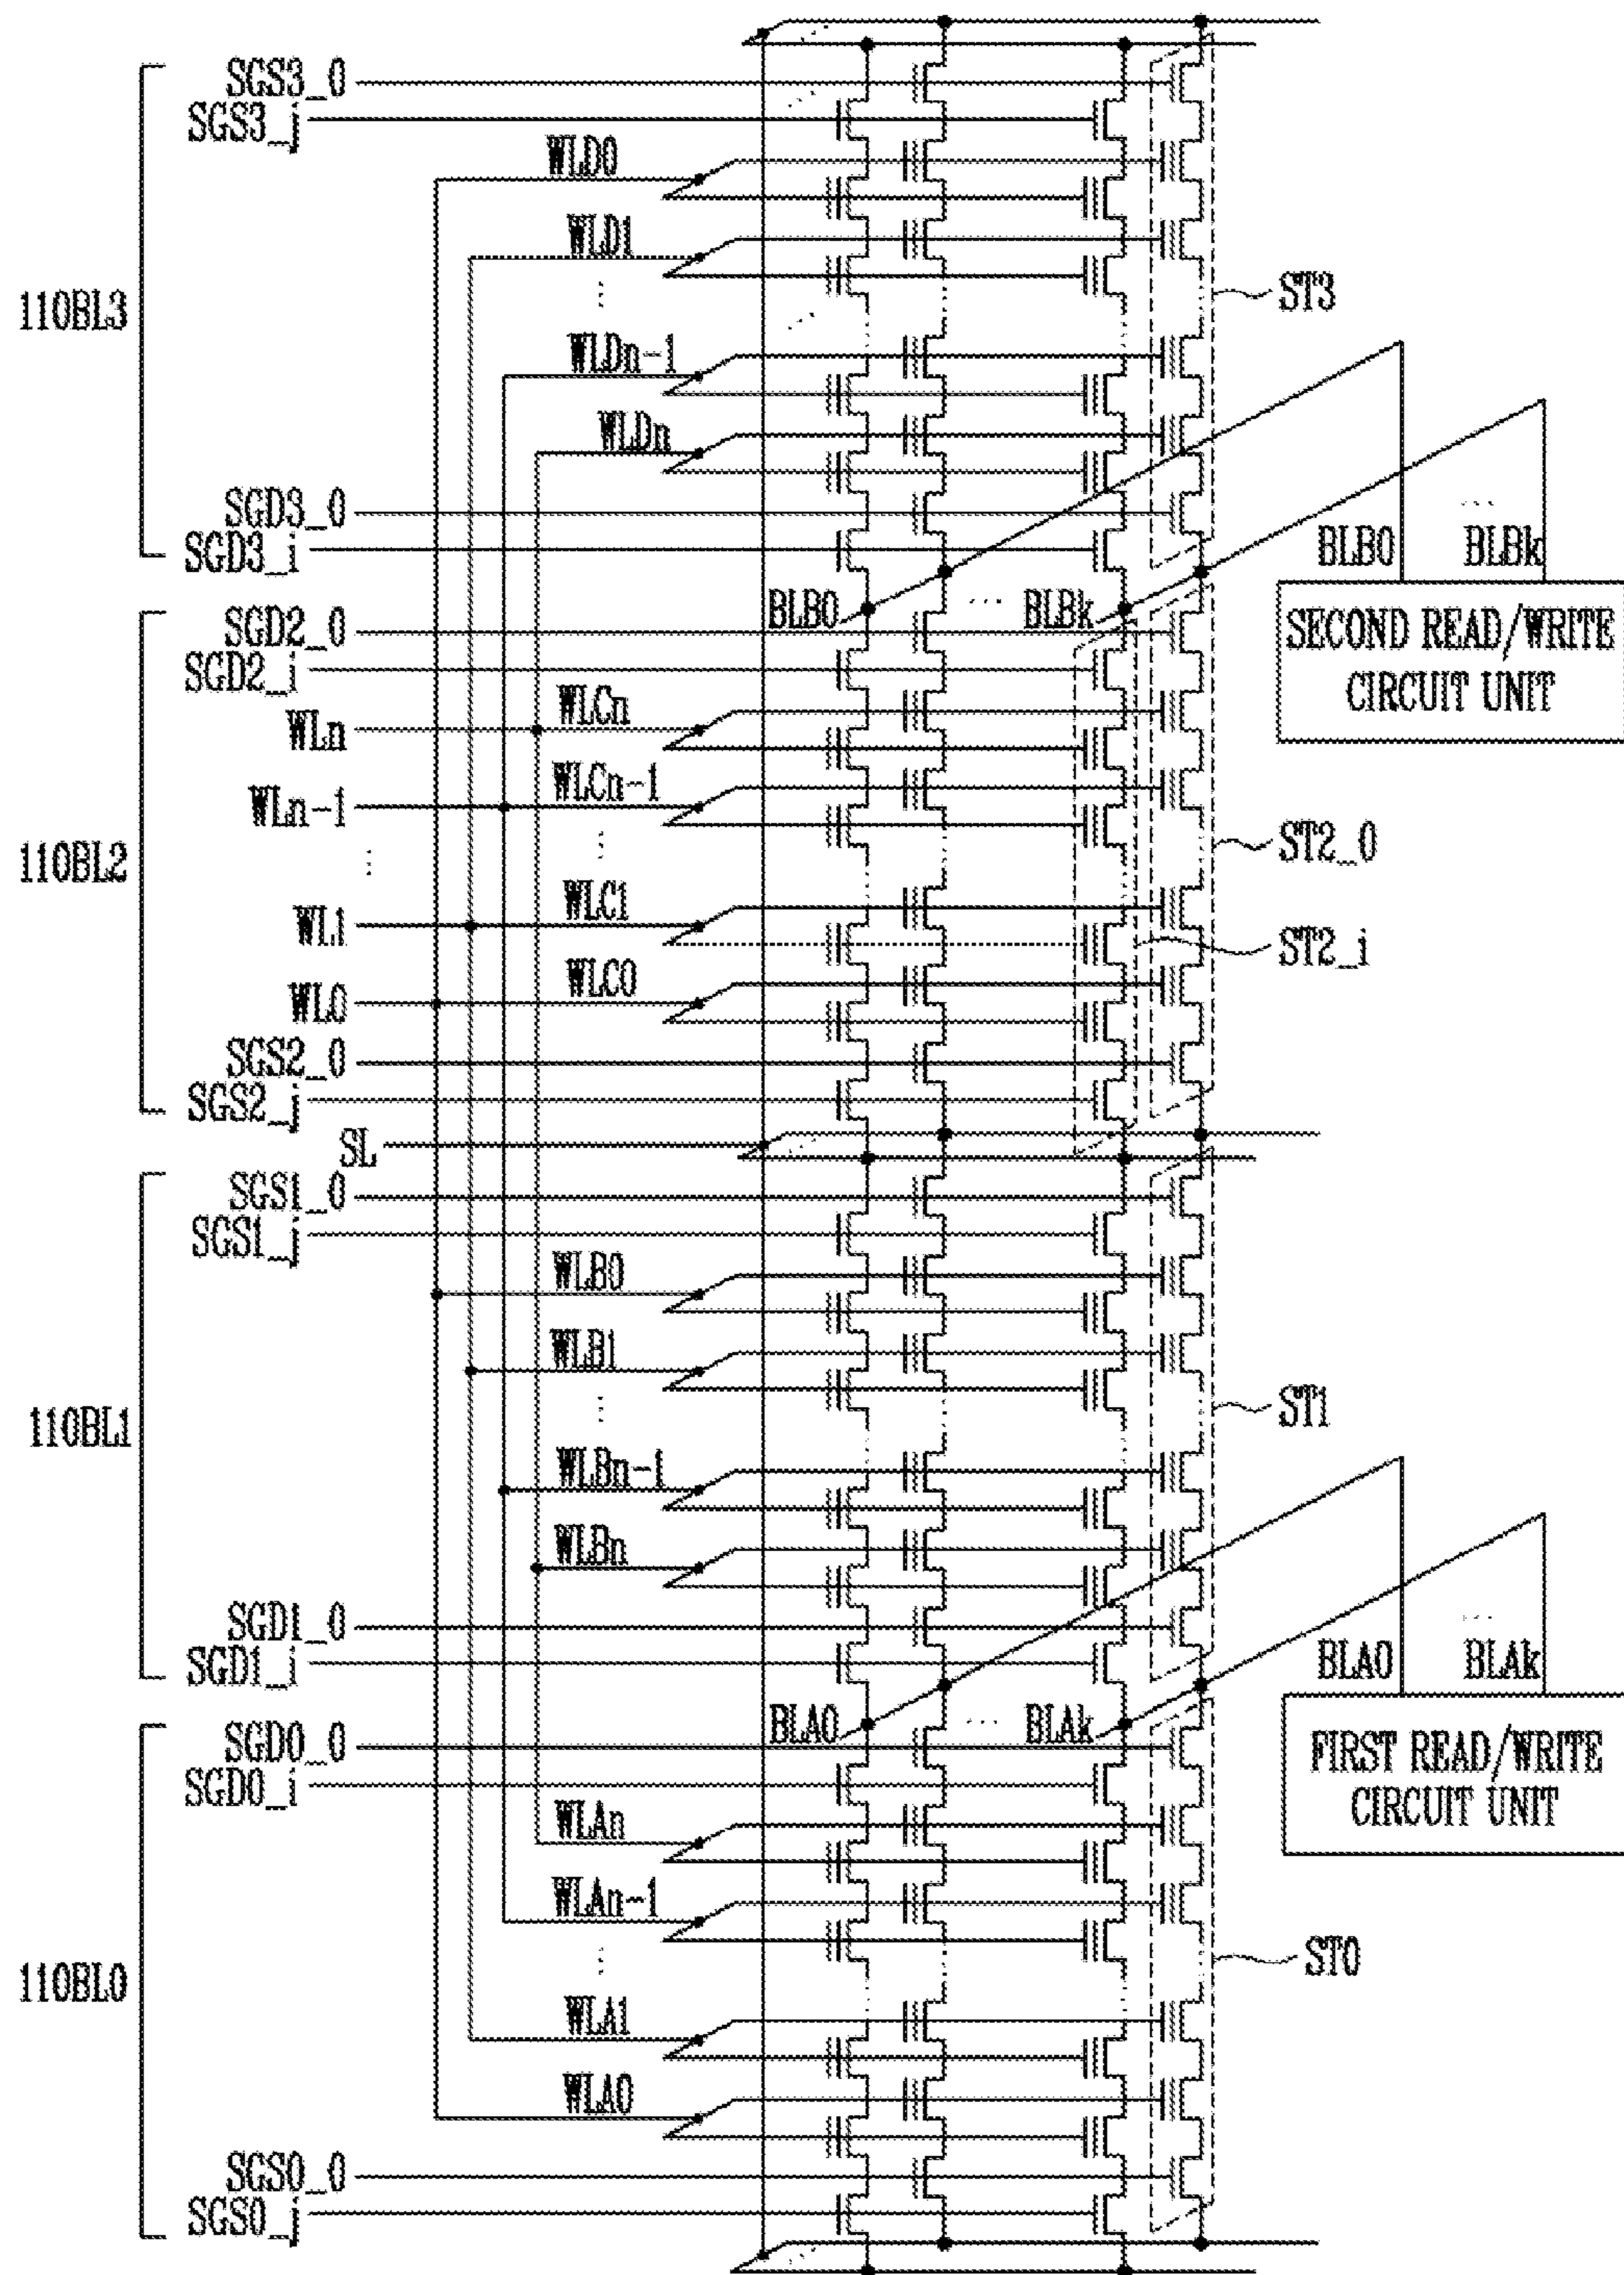 SGS3_0
SGS3_j
WLD0
WLD1
110BL3
ST3
WLDn-1
WLDn
SGD3_0
SGD3_i
BLB0
BLBk
BLB0
BLBk
110BL2
SGD2_0
SGD2_i
SECOND READ/WRITE
CIRCUIT UNIT
WLn
WLCn
WLn-1
WLCn-1
ST2_0
WL1
WLC1
ST2_i
WL0
WLC0
SGS2_0
SGS2_j
SL
SGS1_0
SGS1_j
WLB0
WLB1
110BL1
ST1
WLBn-1
WLBn
SGD1_0
SGD1_i
BLA0
BLAk
BLA0
BLAk
SGD0_0
SGD0_i
FIRST READ/WRITE
CIRCUIT UNIT
WLAn
WLAn-1
110BL0
ST0
WLA1
WLA0
SGS0_0
SGS0_j